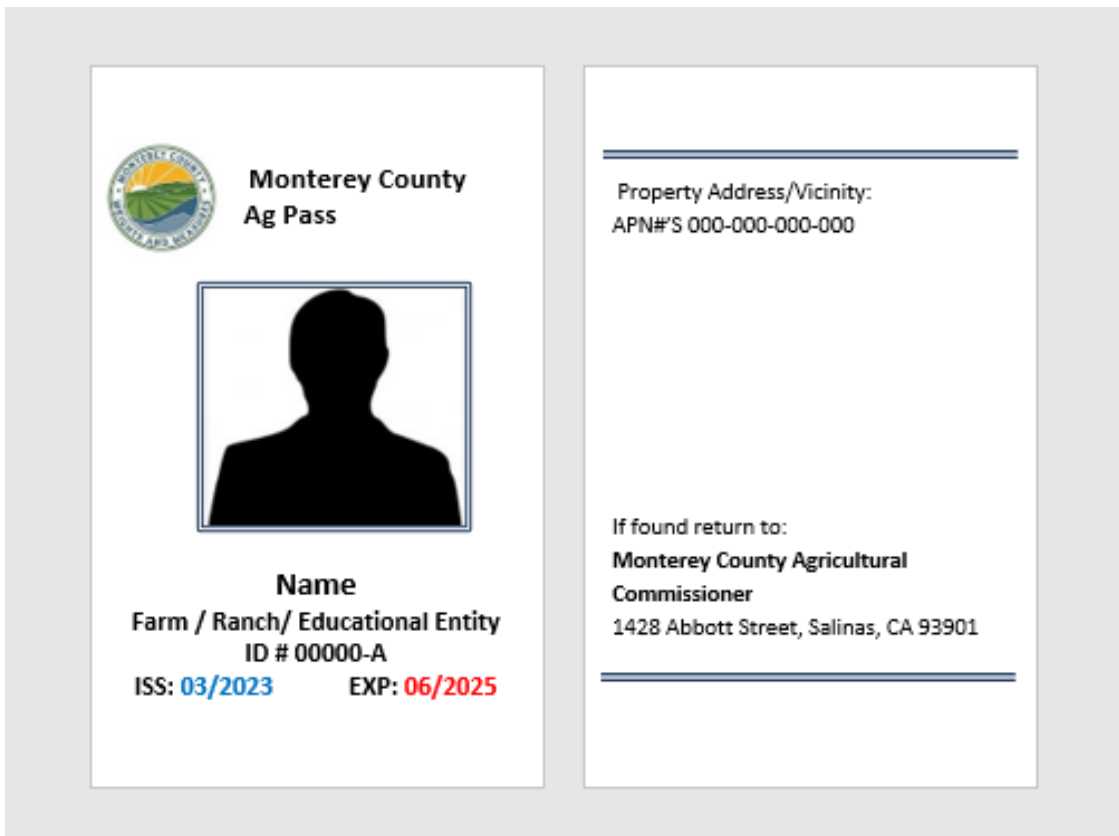 MONTEREY COUNTY
WEIGHTS AND MEASURES
Monterey County
Ag Pass
Name
Farm / Ranch/ Educational Entity
ID # 00000-A
ISS: 03/2023 EXP: 06/2025
Property Address/Vicinity:
APN#'S 000-000-000-000
If found return to:
Monterey County Agricultural
Commissioner
1428 Abbott Street, Salinas, CA 93901